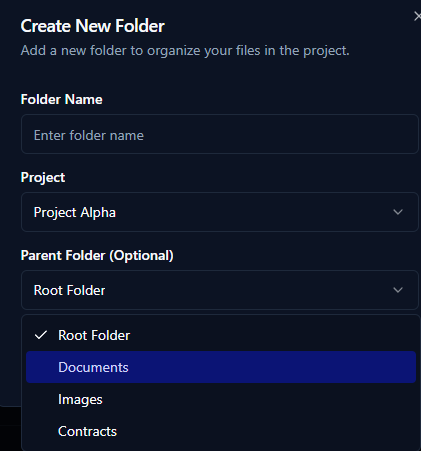 Create New Folder
Add a new folder to organize your files in the project.
Folder Name
Enter folder name
Project
Project Alpha
Parent Folder (Optional)
Root Folder
Root Folder
Documents
Images
Contracts